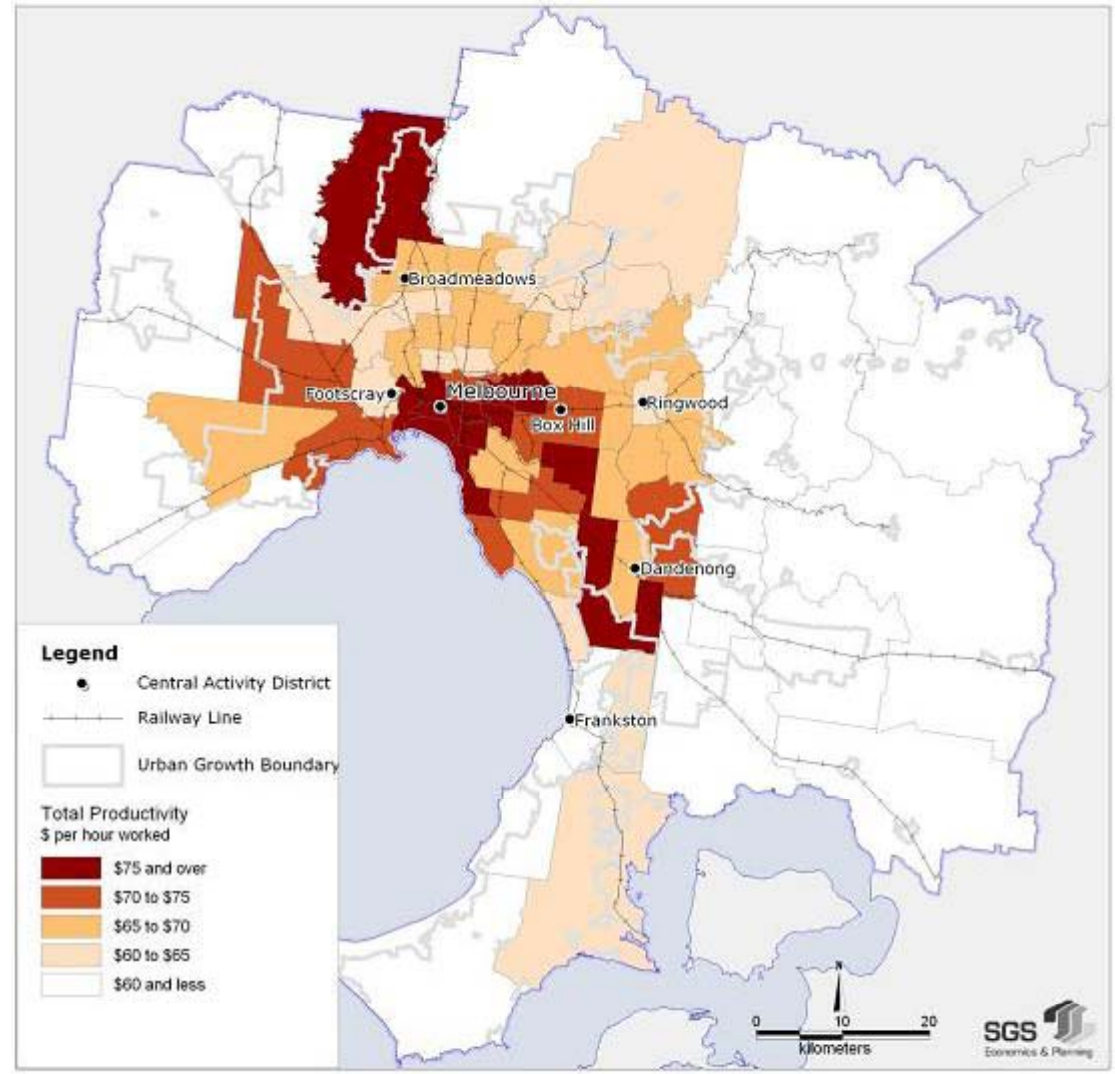 Broadmeadows
Footscray
Melbourne
Box Hill
Ringwood
Dandenong
Frankston
Legend
Central Activity District
Railway Line
Urban Growth Boundary
Total Productivity
$ per hour worked
$75 and over
$70 to $75
$65 to $70
$60 to $65
$60 and less
N
0 10 20
kilometers
SGS
Economics & Planning